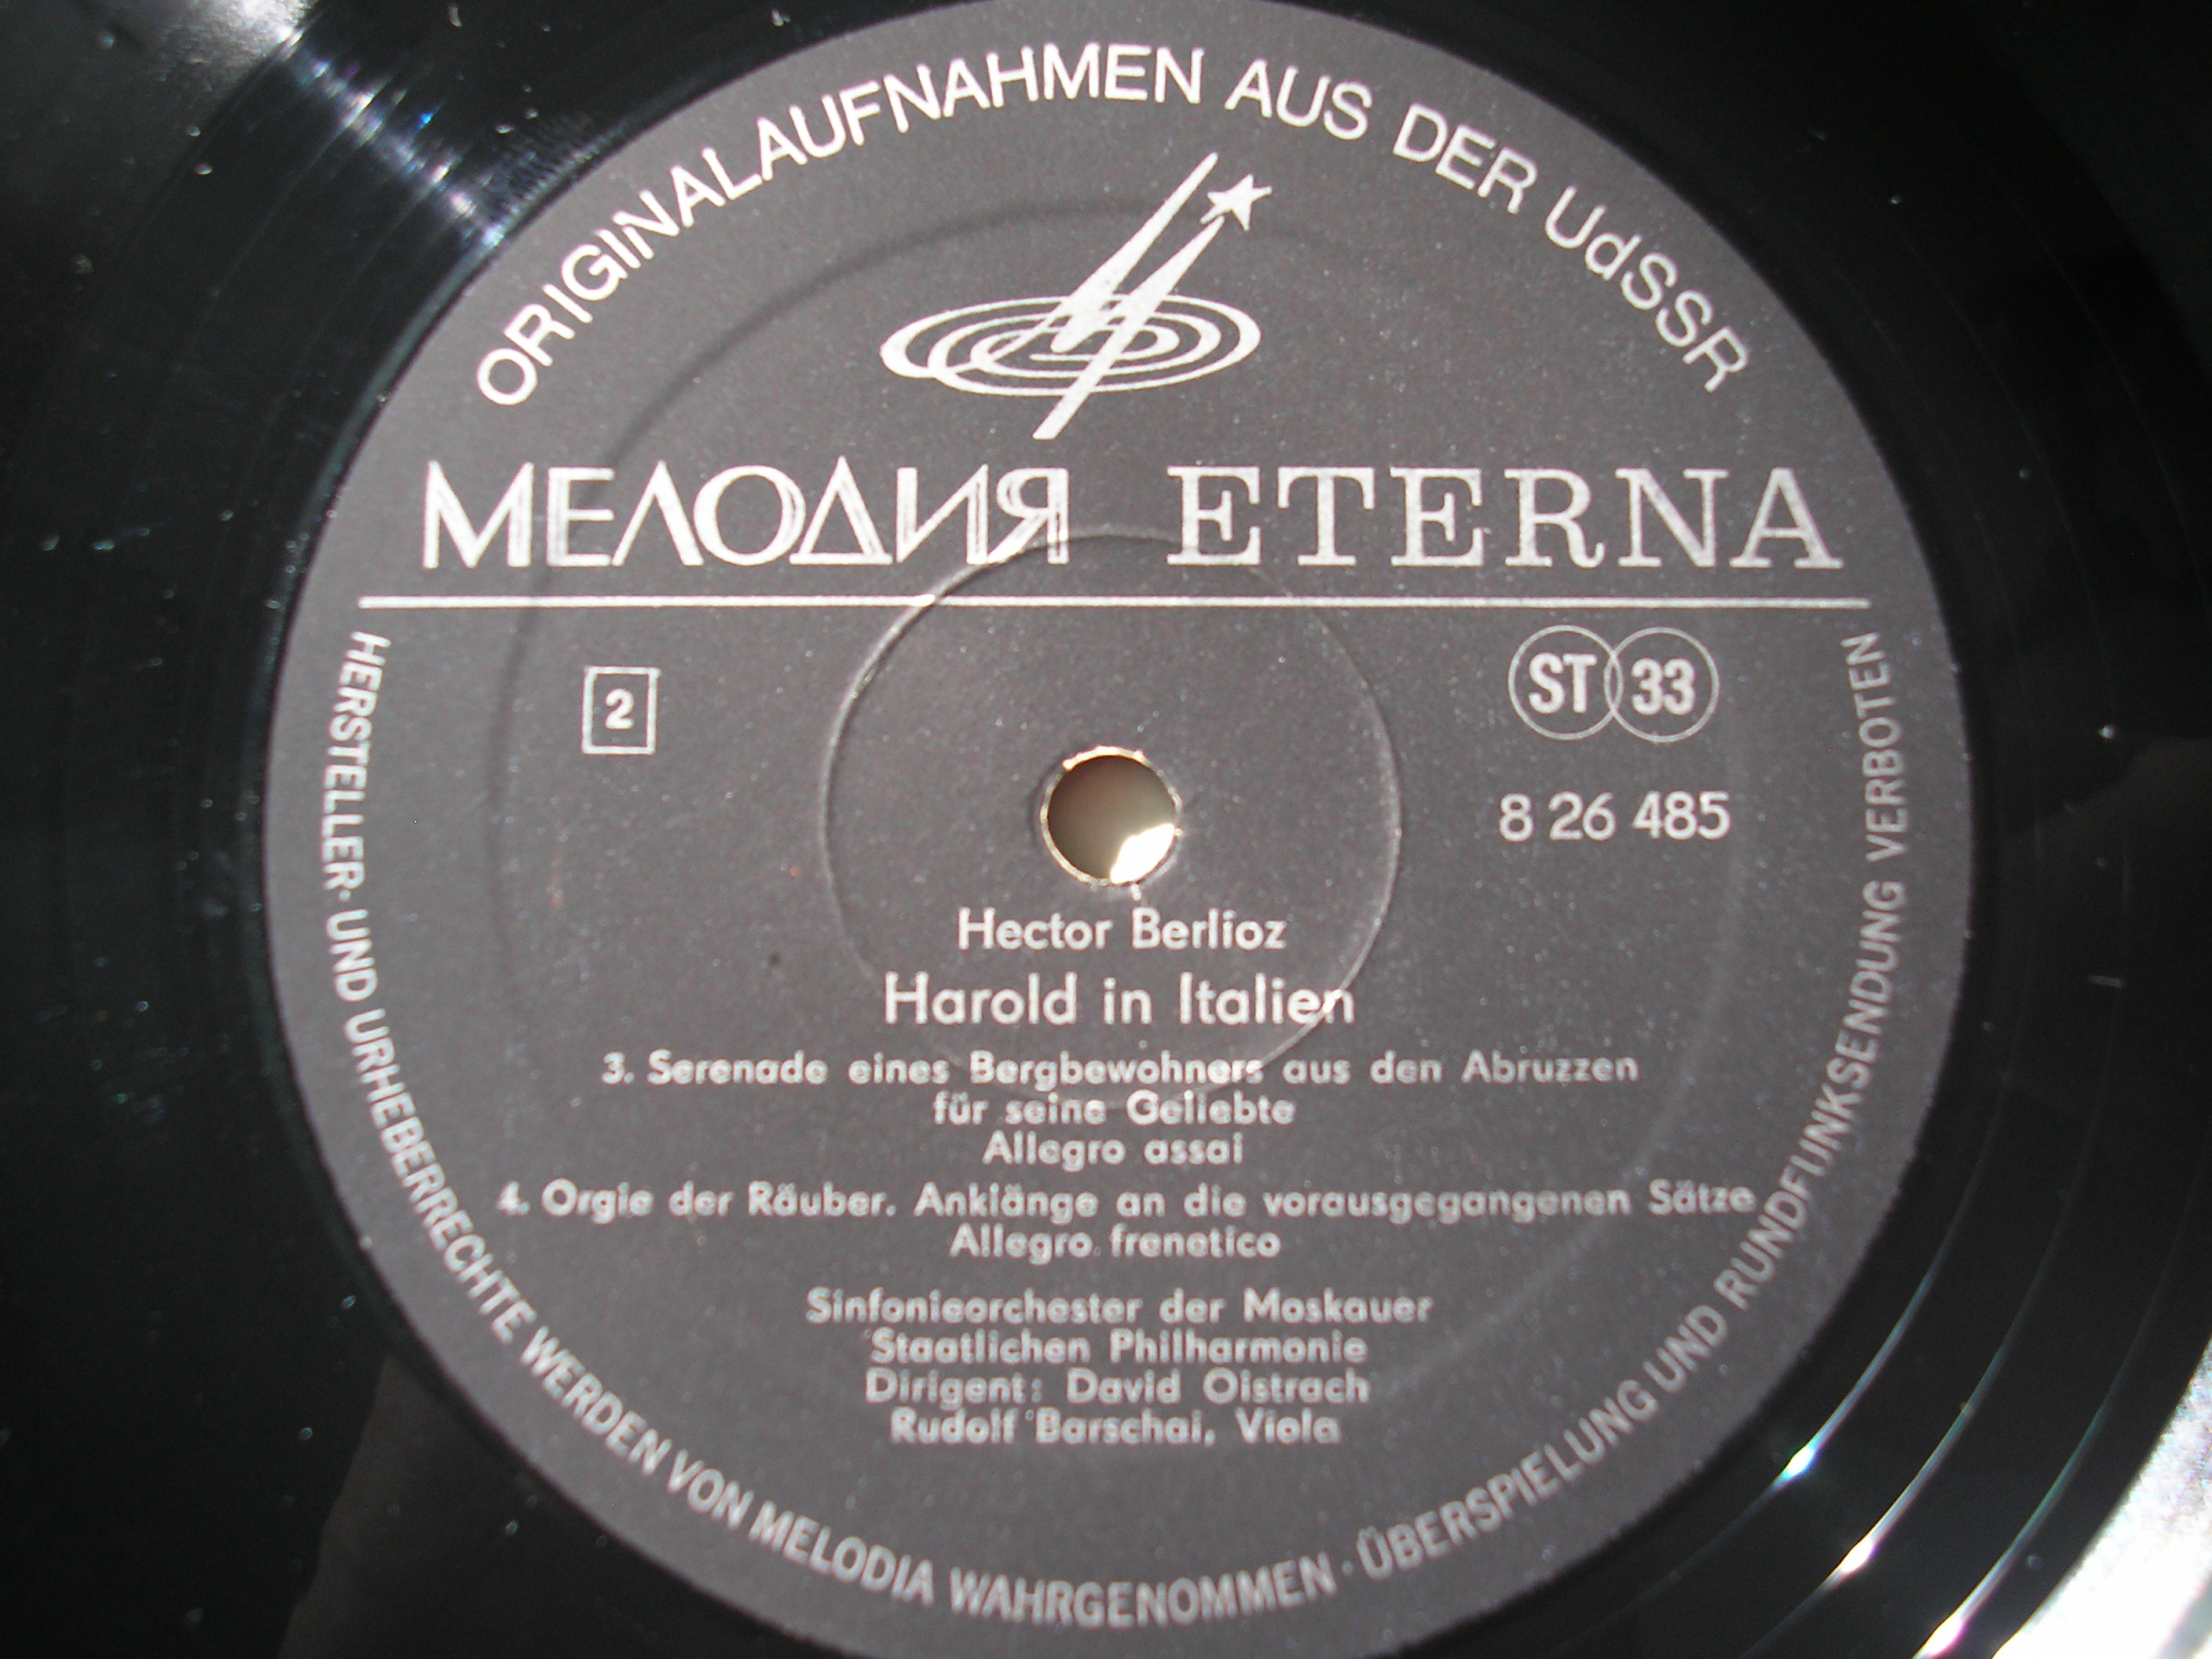 ORIGINALAUFNAHMEN AUS DER UdSSR
МЕЛОДИЯ ETERNA
2
ST 33
8 26 485
Hector Berlioz
Harold in Italien
3. Serenade eines Bergbewohners aus den Abruzzen
für seine Geliebte
Allegro assai
4. Orgie der Räuber. Anklänge an die vorausgegangenen Sätze
Allegro frenetico
Sinfonieorchester der Moskauer
Staatlichen Philharmonie
Dirigent: David Oistrach
Rudolf Barschai, Viola
HERSTELLER- UND URHEBERRECHTE WERDEN VON MELODIA WAHRGENOMMEN · ÜBERSPIELUNG UND RUNDFUNKSENDUNG VERBOTEN